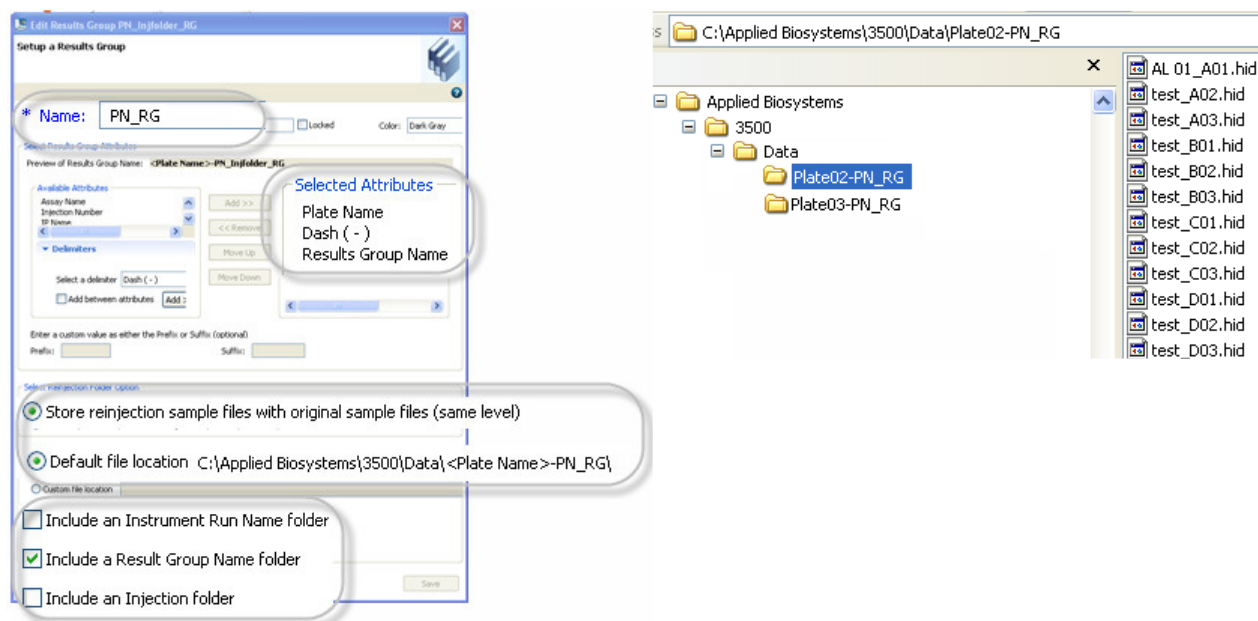 Edit Results Group PN_Injfolder_RG
Setup a Results Group
* Name: PN_RG
Locked
Color: Dark Gray
Select Results Group Attributes
Preview of Results Group Name: <Plate Name>-PN_Injfolder_RG
Available Attributes
Assay Name
Injection Number
Add >>
<< Remove
Move Up
Move Down
Delimiters
Select a delimiter Dash ( - )
Add between attributes Add
Selected Attributes
Plate Name
Dash ( - )
Results Group Name
Enter a custom value as either the Prefix or Suffix (optional)
Prefix: Suffix:
Select Reinjection Folder Option
Store reinjection sample files with original sample files (same level)
Default file location C:\Applied Biosystems\3500\Data\<Plate Name>-PN_RG\
Custom file location
Include an Instrument Run Name folder
Include a Result Group Name folder
Include an Injection folder
Save
C:\Applied Biosystems\3500\Data\Plate02-PN_RG
Applied Biosystems
3500
Data
Plate02-PN_RG
Plate03-PN_RG
AL 01_A01.hid
test_A02.hid
test_A03.hid
test_B01.hid
test_B02.hid
test_B03.hid
test_C01.hid
test_C02.hid
test_C03.hid
test_D01.hid
test_D02.hid
test_D03.hid